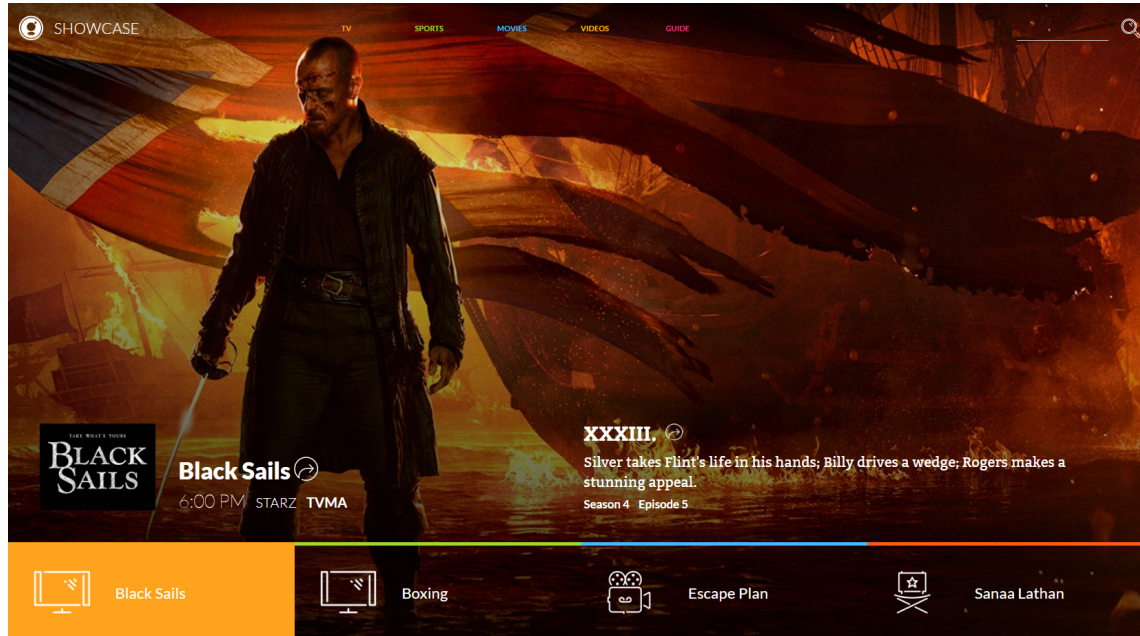 SHOWCASE
TV
SPORTS
MOVIES
VIDEOS
GUIDE
TAKE WHAT'S YOURS
BLACK
SAILS
Black Sails
6:00 PM STARZ TVMA
XXXIII.
Silver takes Flint's life in his hands; Billy drives a wedge; Rogers makes a
stunning appeal.
Season 4 Episode 5
Black Sails
Boxing
Escape Plan
Sanaa Lathan